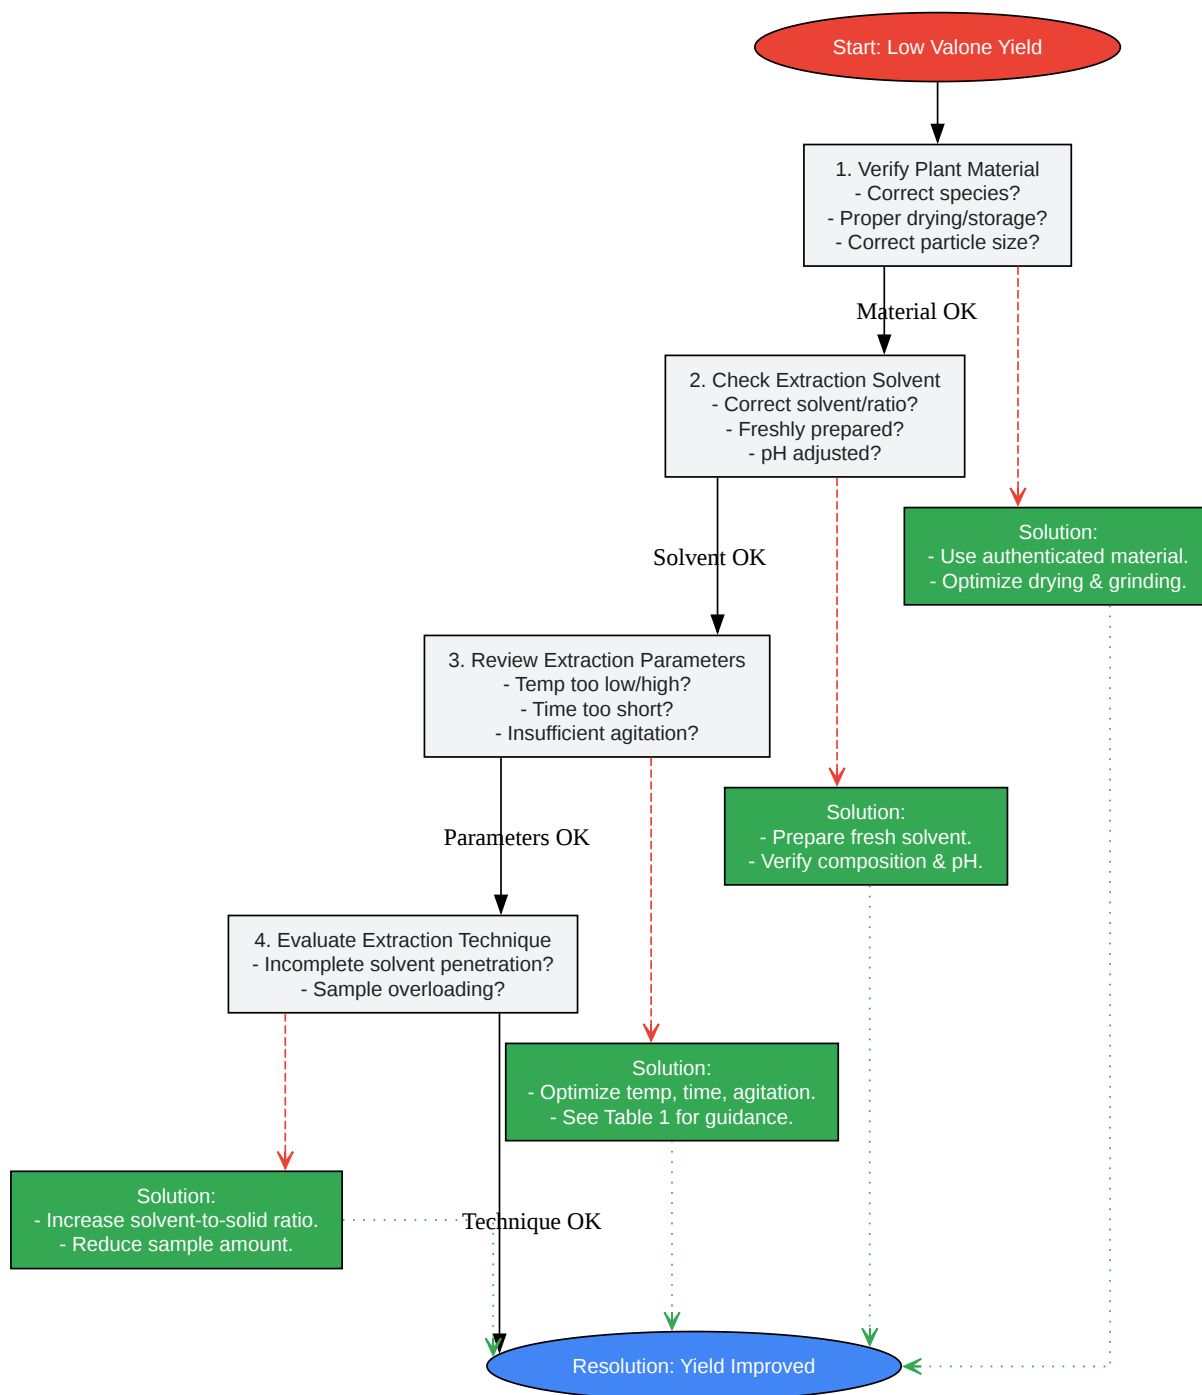 Start: Low Valone Yield
1. Verify Plant Material
- Correct species?
- Proper drying/storage?
- Correct particle size?
Material OK
2. Check Extraction Solvent
- Correct solvent/ratio?
- Freshly prepared?
- pH adjusted?
Solution:
- Use authenticated material.
- Optimize drying & grinding.
Solvent OK
3. Review Extraction Parameters
- Temp too low/high?
- Time too short?
- Insufficient agitation?
Solution:
- Prepare fresh solvent.
- Verify composition & pH.
Parameters OK
4. Evaluate Extraction Technique
- Incomplete solvent penetration?
- Sample overloading?
Solution:
- Optimize temp, time, agitation.
- See Table 1 for guidance.
Solution:
- Increase solvent-to-solid ratio.
- Reduce sample amount.
Technique OK
Resolution: Yield Improved